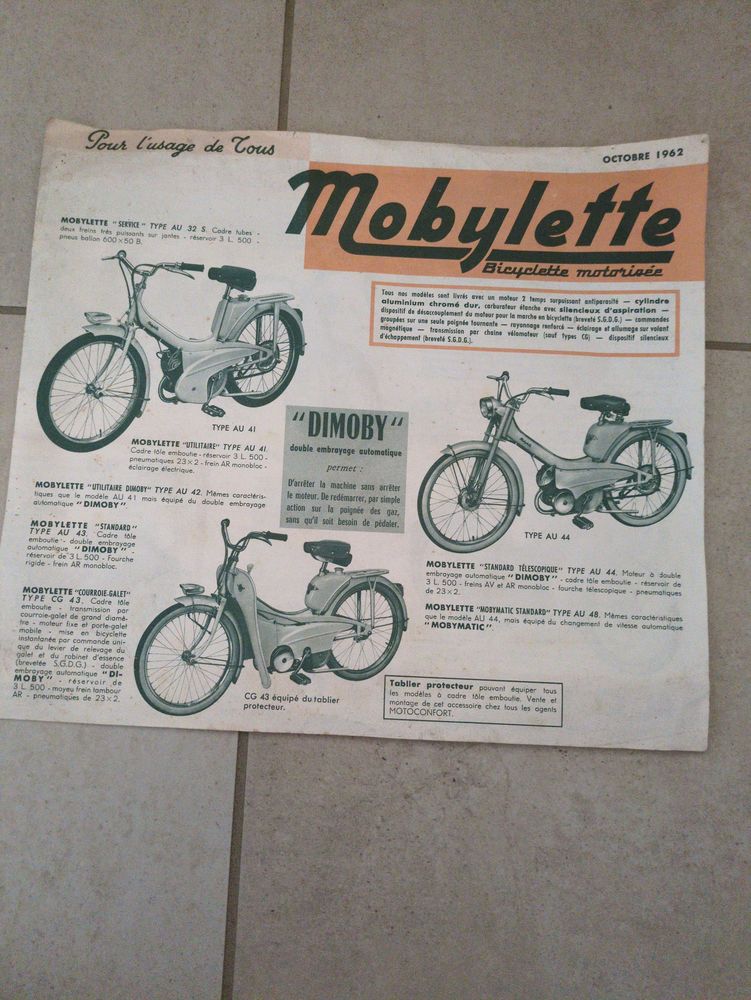 Pour l'usage de Tous
OCTOBRE 1962
Mobylette
Bicyclette motorisée
MOBYLETTE "SERVICE" TYPE AU 32 S. Cadre tubes -
deux freins très puissants sur jantes - réservoir 3 L. 500 -
pneus ballon 600×50 B.
Tous nos modèles sont livrés avec un moteur 2 temps surpuissant antiparasité — cylindre
aluminium chromé dur, carburateur étanche avec silencieux d'aspiration —
dispositif de désaccouplement du moteur pour la marche en bicyclette (breveté S.G.D.G.) — commandes
groupées sur une seule poignée tournante — rayonnage renforcé — éclairage et allumage sur volant
magnétique — transmission par chaine vélomoteur (sauf types CG) — dispositif silencieux
d'échappement (breveté S.G.D.G.).
TYPE AU 41
MOBYLETTE "UTILITAIRE" TYPE AU 41.
Cadre tôle emboutie - réservoir 3 L. 500 -
pneumatiques 23×2 - frein AR monobloc -
éclairage électrique.
MOBYLETTE "UTILITAIRE DIMOBY" TYPE AU 42. Mêmes caractéris-
tiques que le modèle AU 41 mais équipé du double embrayage
automatique "DIMOBY"
MOBYLETTE "STANDARD"
TYPE AU 43. Cadre tôle
emboutie - double embrayage
automatique "DIMOBY" -
réservoir de 3 L. 500 - Fourche
rigide - frein AR monobloc.
MOBYLETTE "COURROIE-GALET"
TYPE CG 43. Cadre tôle
emboutie - transmission par
courroie-galet de grand diamè-
tre - moteur fixe et porte-galet
mobile - mise en bicyclette
instantanée par commande uni-
que du levier de relevage du
galet et du robinet d'essence
(brevetée S.G.D.G.) - double
embrayage automatique "DI-
MOBY" - réservoir de
3 L. 500 - moyeu frein tambour
AR - pneumatiques de 23×2.
"DIMOBY"
double embrayage automatique
permet :
D'arrêter la machine sans arrêter
le moteur. De redémarrer, par simple
action sur la poignée des gaz,
sans qu'il soit besoin de pédaler.
CG 43 équipé du tablier
protecteur.
TYPE AU 44
MOBYLETTE "STANDARD TÉLESCOPIQUE" TYPE AU 44. Moteur à double
embrayage automatique "DIMOBY" - cadre tôle emboutie - réservoir de
3 L. 500 - freins AV et AR monobloc - fourche télescopique - pneumatiques
de 23×2.
MOBYLETTE "MOBYMATIC STANDARD" TYPE AU 48. Mêmes caractéristiques
que le modèle AU 44, mais équipé du changement de vitesse automatique
"MOBYMATIC".
Tablier protecteur pouvant équiper tous
les modèles à cadre tôle emboutie. Vente et
montage de cet accessoire chez tous les agents
MOTOCONFORT.